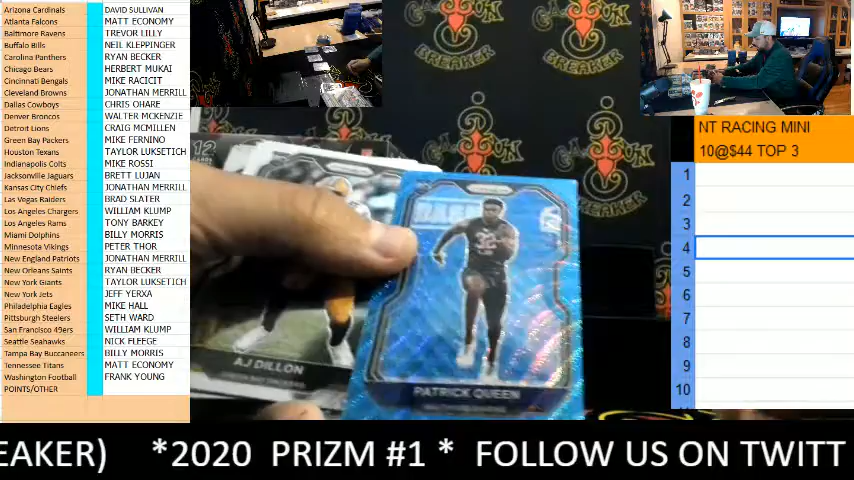 Arizona Cardinals DAVID SULLIVAN
Atlanta Falcons MATT ECONOMY
Baltimore Ravens TREVOR LILLY
Buffalo Bills NEIL KLEPPINGER
Carolina Panthers RYAN BECKER
Chicago Bears HERBERT MUKAI
Cincinnati Bengals MIKE RACICIT
Cleveland Browns JONATHAN MERRILL
Dallas Cowboys CHRIS OHARE
Denver Broncos WALTER MCKENZIE
Detroit Lions CRAIG MCMILLEN
Green Bay Packers MIKE FERNINO
Houston Texans TAYLOR LUKSETICH
Indianapolis Colts MIKE ROSSI
Jacksonville Jaguars BRETT LUJAN
Kansas City Chiefs JONATHAN MERRILL
Las Vegas Raiders BRAD SLATER
Los Angeles Chargers WILLIAM KLUMP
Los Angeles Rams TONY BARKEY
Miami Dolphins BILLY MORRIS
Minnesota Vikings PETER THOR
New England Patriots JONATHAN MERRILL
New Orleans Saints RYAN BECKER
New York Giants TAYLOR LUKSETICH
New York Jets JEFF YERXA
Philadelphia Eagles MIKE HALL
Pittsburgh Steelers SETH WARD
San Francisco 49ers WILLIAM KLUMP
Seattle Seahawks NICK FLEEGE
Tampa Bay Buccaneers BILLY MORRIS
Tennessee Titans MATT ECONOMY
Washington Football FRANK YOUNG
POINTS/OTHER
BREAKER
BREAKER
BREAKER
PRIZM
AJ DILLON
PATRICK QUEEN
NT RACING MINI
10@$44 TOP 3
1
2
3
4
5
6
7
8
9
10
EAKER) *2020 PRIZM #1 * FOLLOW US ON TWITT